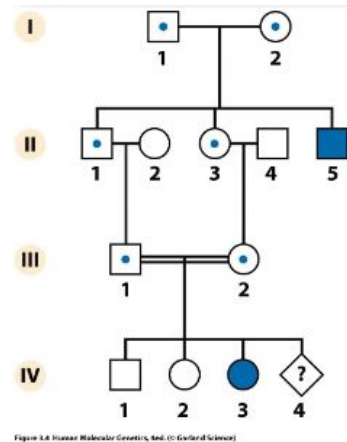 I
1 2
II
1 2 3 4 5
III
1 2
IV
?
1 2 3 4
Figure 3.4 Human Molecular Genetics, 4ed. (© Garland Science)